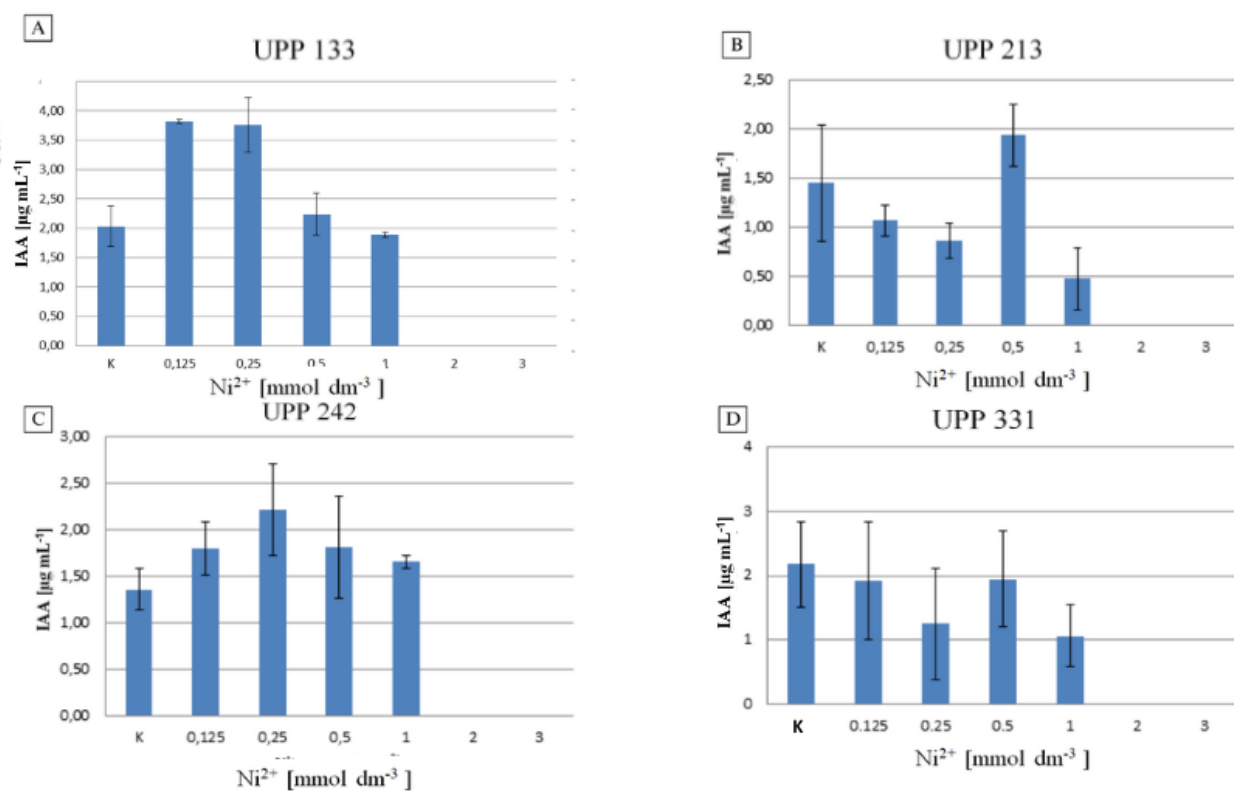 A
UPP 133
IAA [µg mL⁻¹]
4,00
3,50
3,00
2,50
2,00
1,50
1,00
0,50
0,00
K 0,125 0,25 0,5 1 2 3
Ni²⁺ [mmol dm⁻³ ]
B
UPP 213
IAA [µg mL⁻¹]
2,50
2,00
1,50
1,00
0,50
0,00
K 0,125 0,25 0,5 1 2 3
Ni²⁺ [mmol dm⁻³ ]
C
UPP 242
IAA [µg mL⁻¹]
3,00
2,50
2,00
1,50
1,00
0,50
0,00
K 0,125 0,25 0,5 1 2 3
Ni²⁺ [mmol dm⁻³ ]
D
UPP 331
IAA [µg mL⁻¹]
4
3
2
1
0
K 0.125 0.25 0.5 1 2 3
Ni²⁺ [mmol dm⁻³ ]